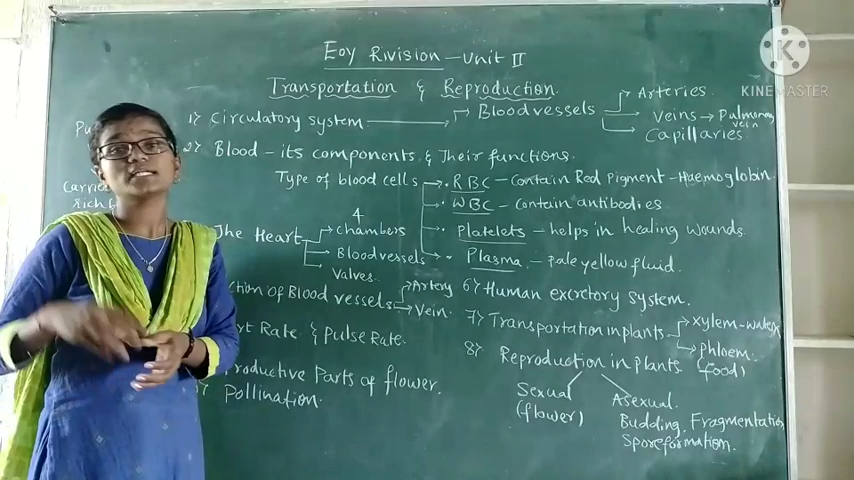 Eoy Rivision - Unit II
Transportation & Reproduction.
1) Circulatory system → Blood vessels
Arteries.
Veins → Pulmonary vein
Capillaries
2) Blood - its components & Their functions.
Type of blood cells
RBC - Contain Red Pigment - Haemoglobin.
WBC - Contain antibodies
Platelets - helps in healing wounds.
Plasma - Pale yellow fluid.
Carries
rich
The Heart
4 chambers
Blood vessels
Valves.
of Blood vessels
Artery
Vein.
Rate & Pulse Rate.
Parts of flower.
Pollination.
6) Human excretory system.
7) Transportation in plants
Xylem - water
Phloem
(food)
8) Reproduction in plants
Sexual
(flower)
Asexual.
Budding, Fragmentation
Spore formation.
KINEMASTER